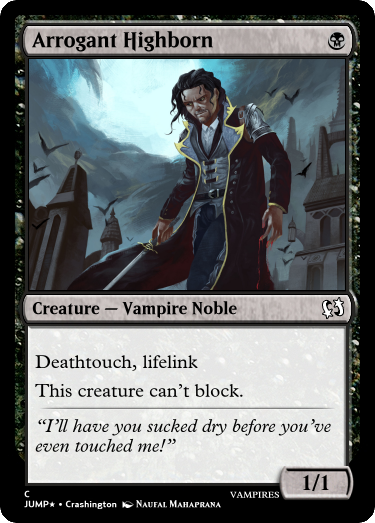 Arrogant Highborn
Creature — Vampire Noble
Deathtouch, lifelink
This creature can't block.
“I'll have you sucked dry before you've
even touched me!”
1/1
C
JUMP★ • Crashington Naufal Mahaprana
VAMPIRES